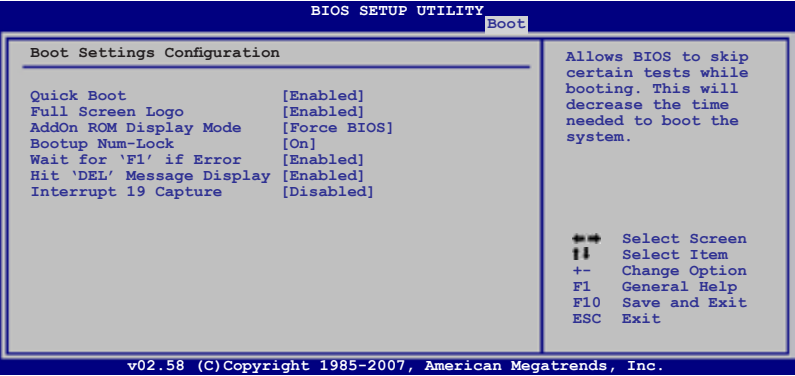 BIOS SETUP UTILITY
Boot
Boot Settings Configuration
Quick Boot [Enabled]
Full Screen Logo [Enabled]
AddOn ROM Display Mode [Force BIOS]
Bootup Num-Lock [On]
Wait for ‘F1’ if Error [Enabled]
Hit ‘DEL’ Message Display [Enabled]
Interrupt 19 Capture [Disabled]
Allows BIOS to skip
certain tests while
booting. This will
decrease the time
needed to boot the
system.
←→ Select Screen
↑↓ Select Item
+- Change Option
F1 General Help
F10 Save and Exit
ESC Exit
v02.58 (C)Copyright 1985-2007, American Megatrends, Inc.